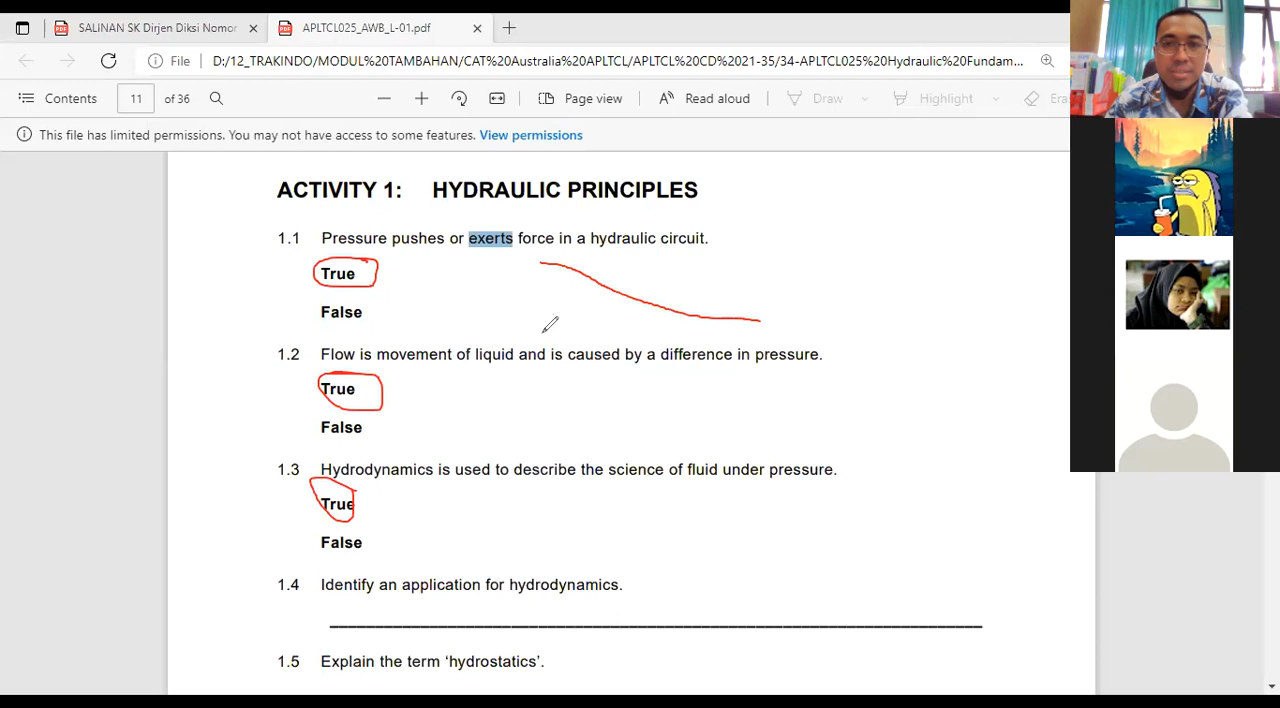 SALINAN SK Dirjen Diksi Nomor
APLTCL025_AWB_L-01.pdf
File
D:/12_TRAKINDO/MODUL%20TAMBAHAN/CAT%20Australia%20APLTCL/APLTCL%20CD%2021-35/34-APLTCL025%20Hydraulic%20Fundam...
Contents
11 of 36
Page view
Read aloud
Draw
Highlight
Era
This file has limited permissions. You may not have access to some features. View permissions
ACTIVITY 1: HYDRAULIC PRINCIPLES
1.1 Pressure pushes or exerts force in a hydraulic circuit.
True
False
1.2 Flow is movement of liquid and is caused by a difference in pressure.
True
False
1.3 Hydrodynamics is used to describe the science of fluid under pressure.
True
False
1.4 Identify an application for hydrodynamics.
1.5 Explain the term ‘hydrostatics’.